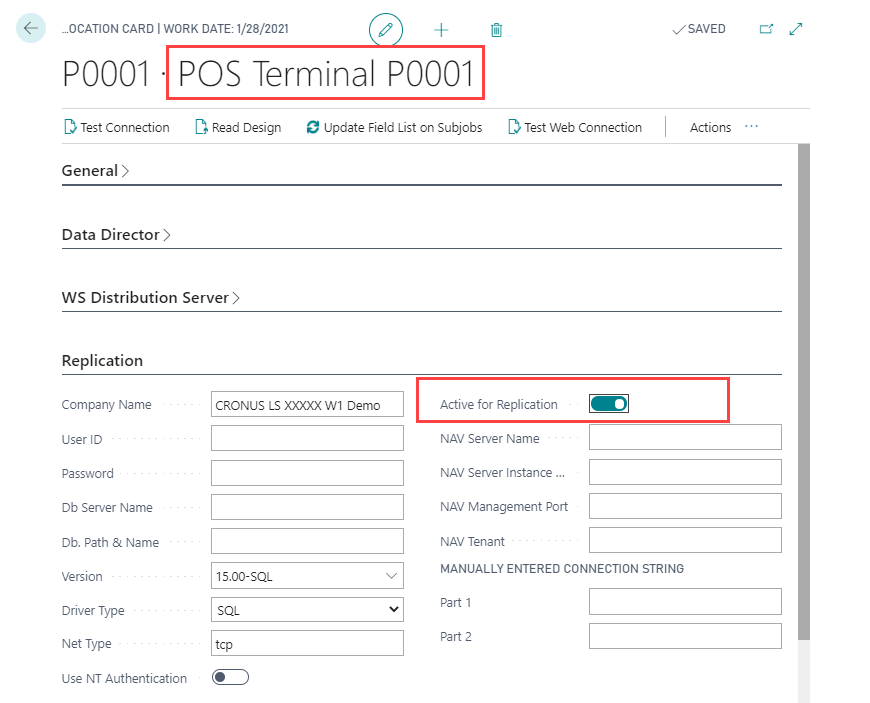 ...OCATION CARD | WORK DATE: 1/28/2021
SAVED
P0001 · POS Terminal P0001
Test Connection Read Design Update Field List on Subjobs Test Web Connection Actions ...
General
Data Director
WS Distribution Server
Replication
Company Name CRONUS LS XXXXX W1 Demo
User ID
Password
Db Server Name
Db. Path & Name
Version 15.00-SQL
Driver Type SQL
Net Type tcp
Use NT Authentication
Active for Replication
NAV Server Name
NAV Server Instance ...
NAV Management Port
NAV Tenant
MANUALLY ENTERED CONNECTION STRING
Part 1
Part 2